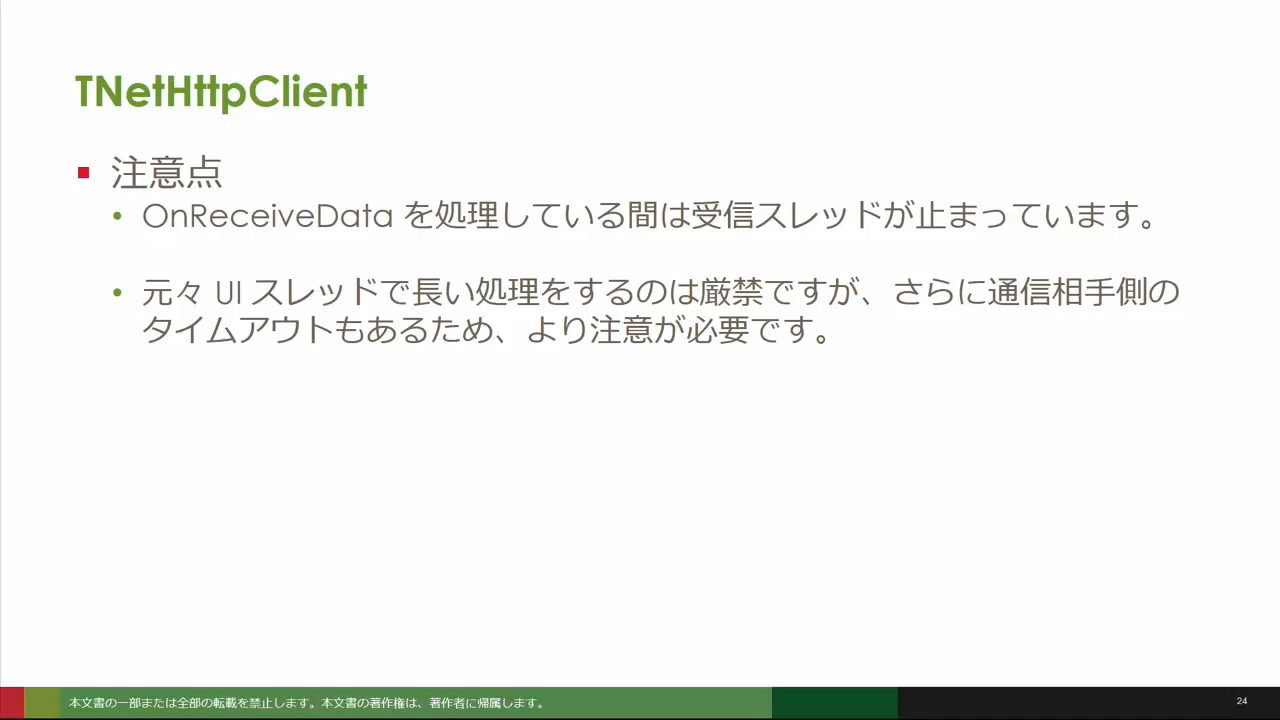 TNetHttpClient
注意点
OnReceiveData を処理している間は受信スレッドが止まっています。
元々 UI スレッドで長い処理をするのは厳禁ですが、さらに通信相手側の
タイムアウトもあるため、より注意が必要です。
本文書の一部または全部の転載を禁止します。本文書の著作権は、著作者に帰属します。
24